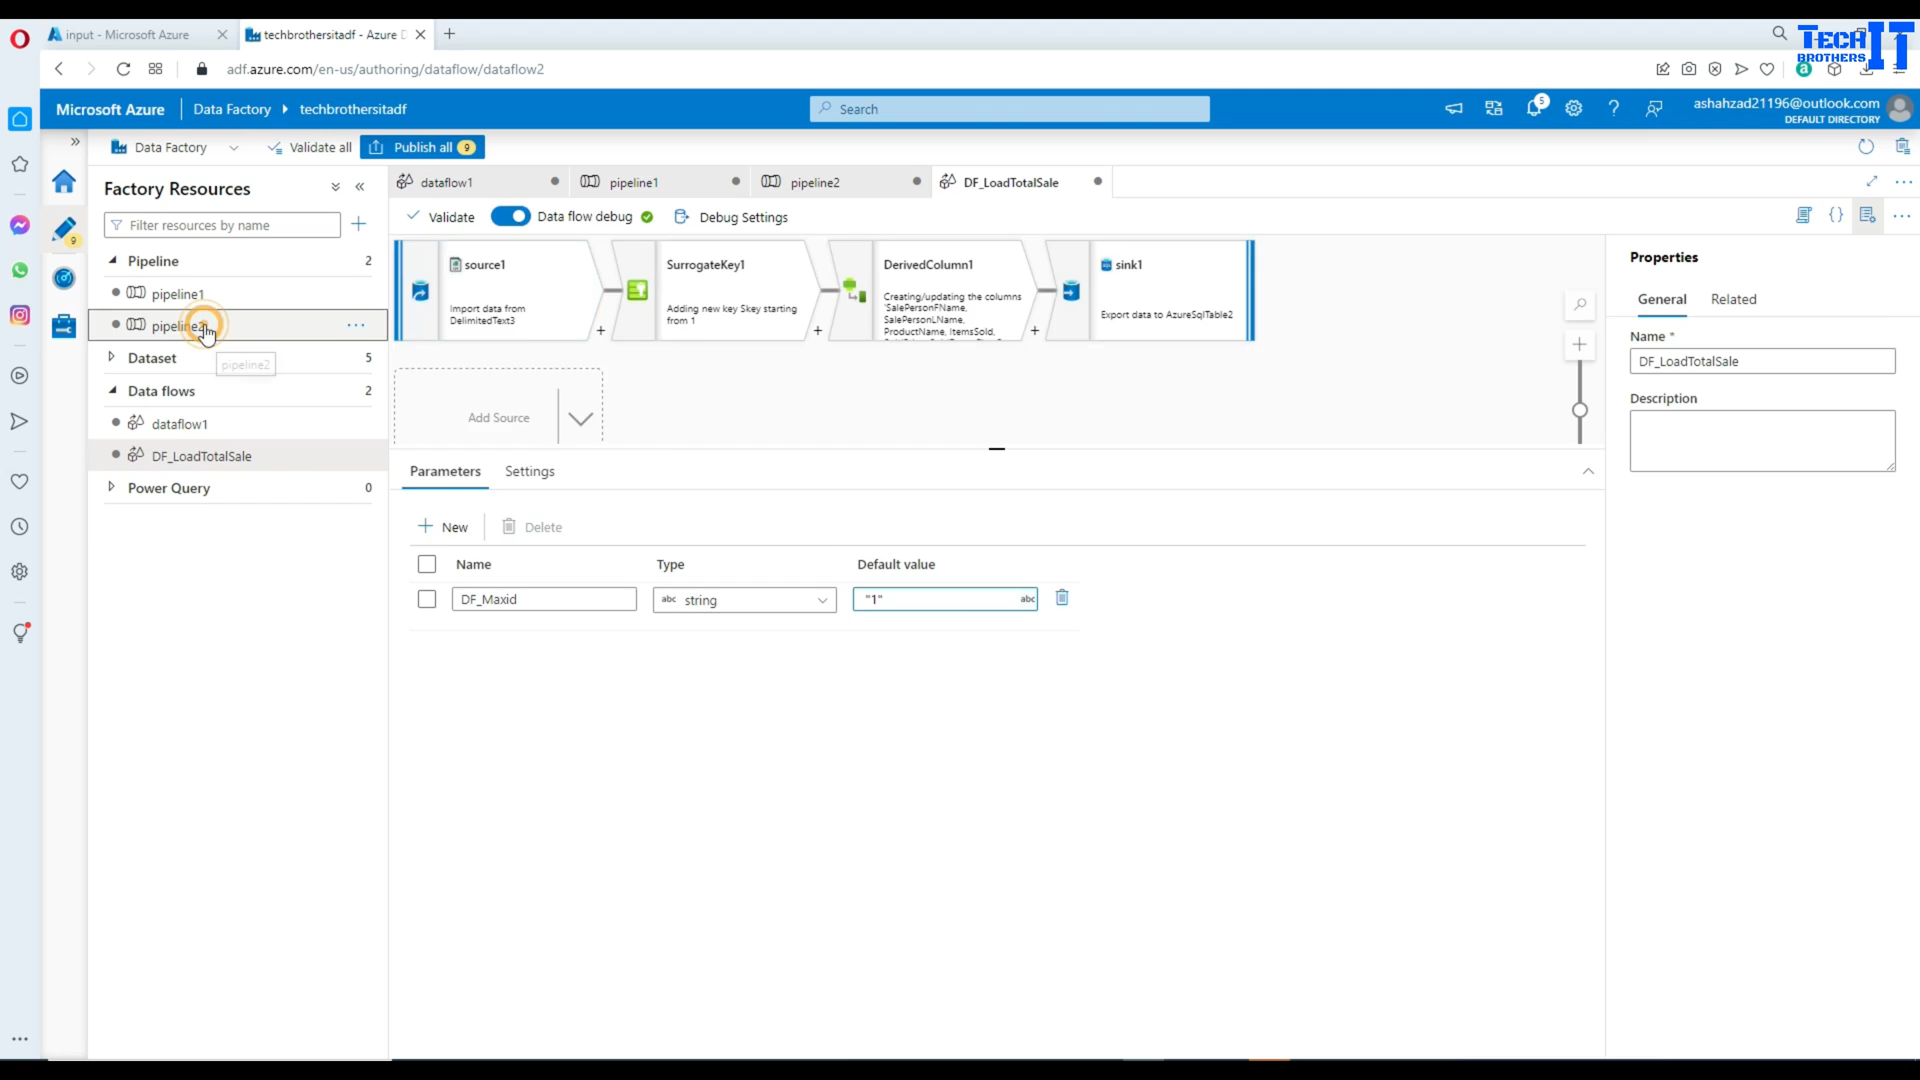 input - Microsoft Azure
techbrothersitadf - Azure D
TECH IT
BROTHERS
adf.azure.com/en-us/authoring/dataflow/dataflow2
a
Microsoft Azure
Data Factory
techbrothersitadf
Search
5
ashahzad21196@outlook.com
DEFAULT DIRECTORY
Data Factory
Validate all
Publish all 9
Factory Resources
dataflow1
pipeline1
pipeline2
DF_LoadTotalSale
Filter resources by name
9
Validate
Data flow debug
Debug Settings
Pipeline 2
pipeline1
pipeline2
pipeline2
Dataset 5
Data flows 2
dataflow1
DF_LoadTotalSale
Power Query 0
source1
Import data from
DelimitedText3
SurrogateKey1
Adding new key Skey starting
from 1
DerivedColumn1
Creating/updating the columns
'SalePersonFName,
SalePersonLName,
ProductName, ItemsSold,
sink1
Export data to AzureSqlTable2
Add Source
Parameters
Settings
New
Delete
Name
Type
Default value
DF_Maxid
abc string
"1"
abc
Properties
General
Related
Name *
DF_LoadTotalSale
Description